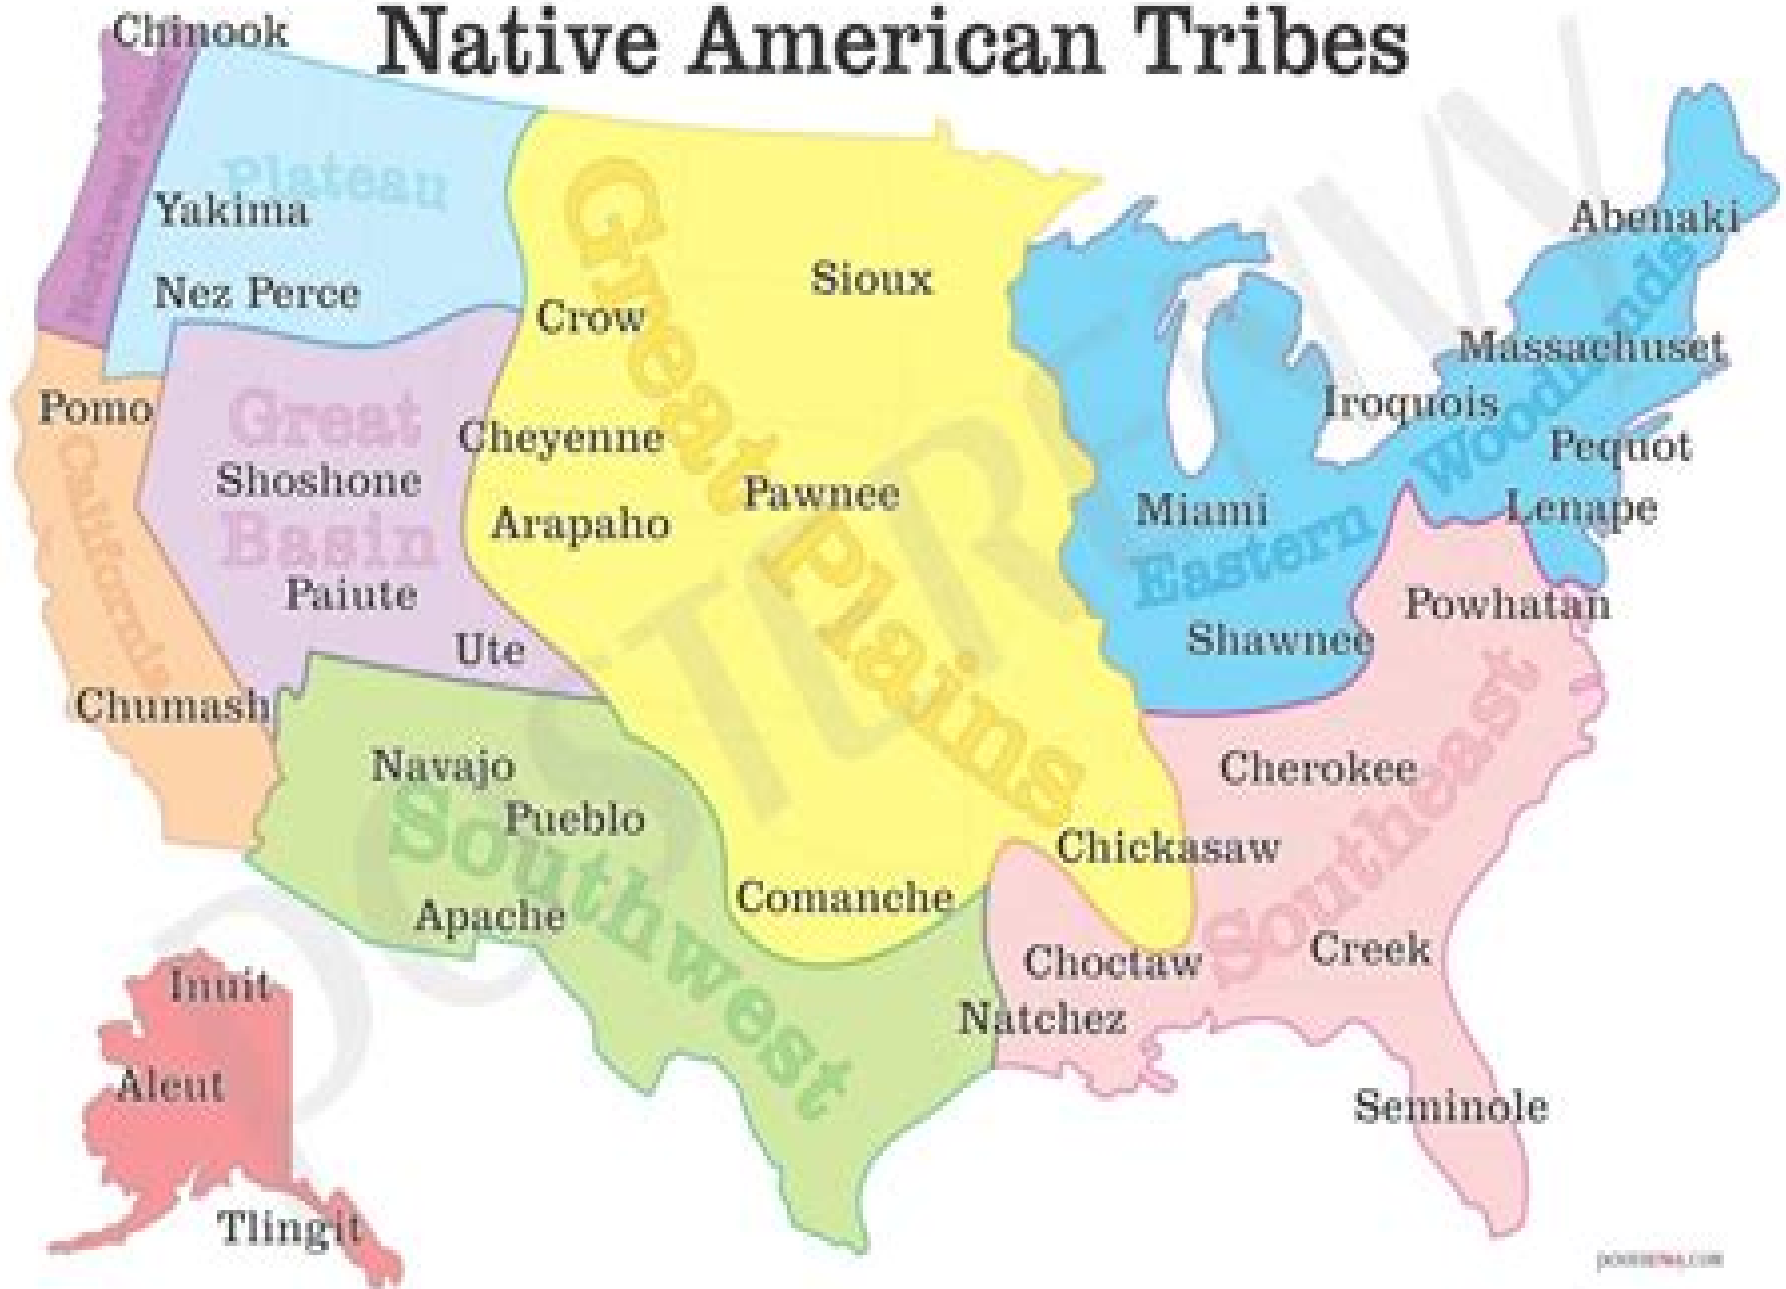 Native American Tribes
Chinook
Northwest Coast
Plateau
Yakima
Nez Perce
Great
Basin
Shoshone
Paiute
Ute
California
Pomo
Chumash
Great Plains
Sioux
Crow
Cheyenne
Arapaho
Pawnee
Comanche
Southwest
Navajo
Pueblo
Apache
Eastern Woodlands
Abenaki
Massachuset
Iroquois
Pequot
Lenape
Miami
Shawnee
Southeast
Powhatan
Cherokee
Chickasaw
Choctaw
Natchez
Creek
Seminole
Inuit
Aleut
Tlingit